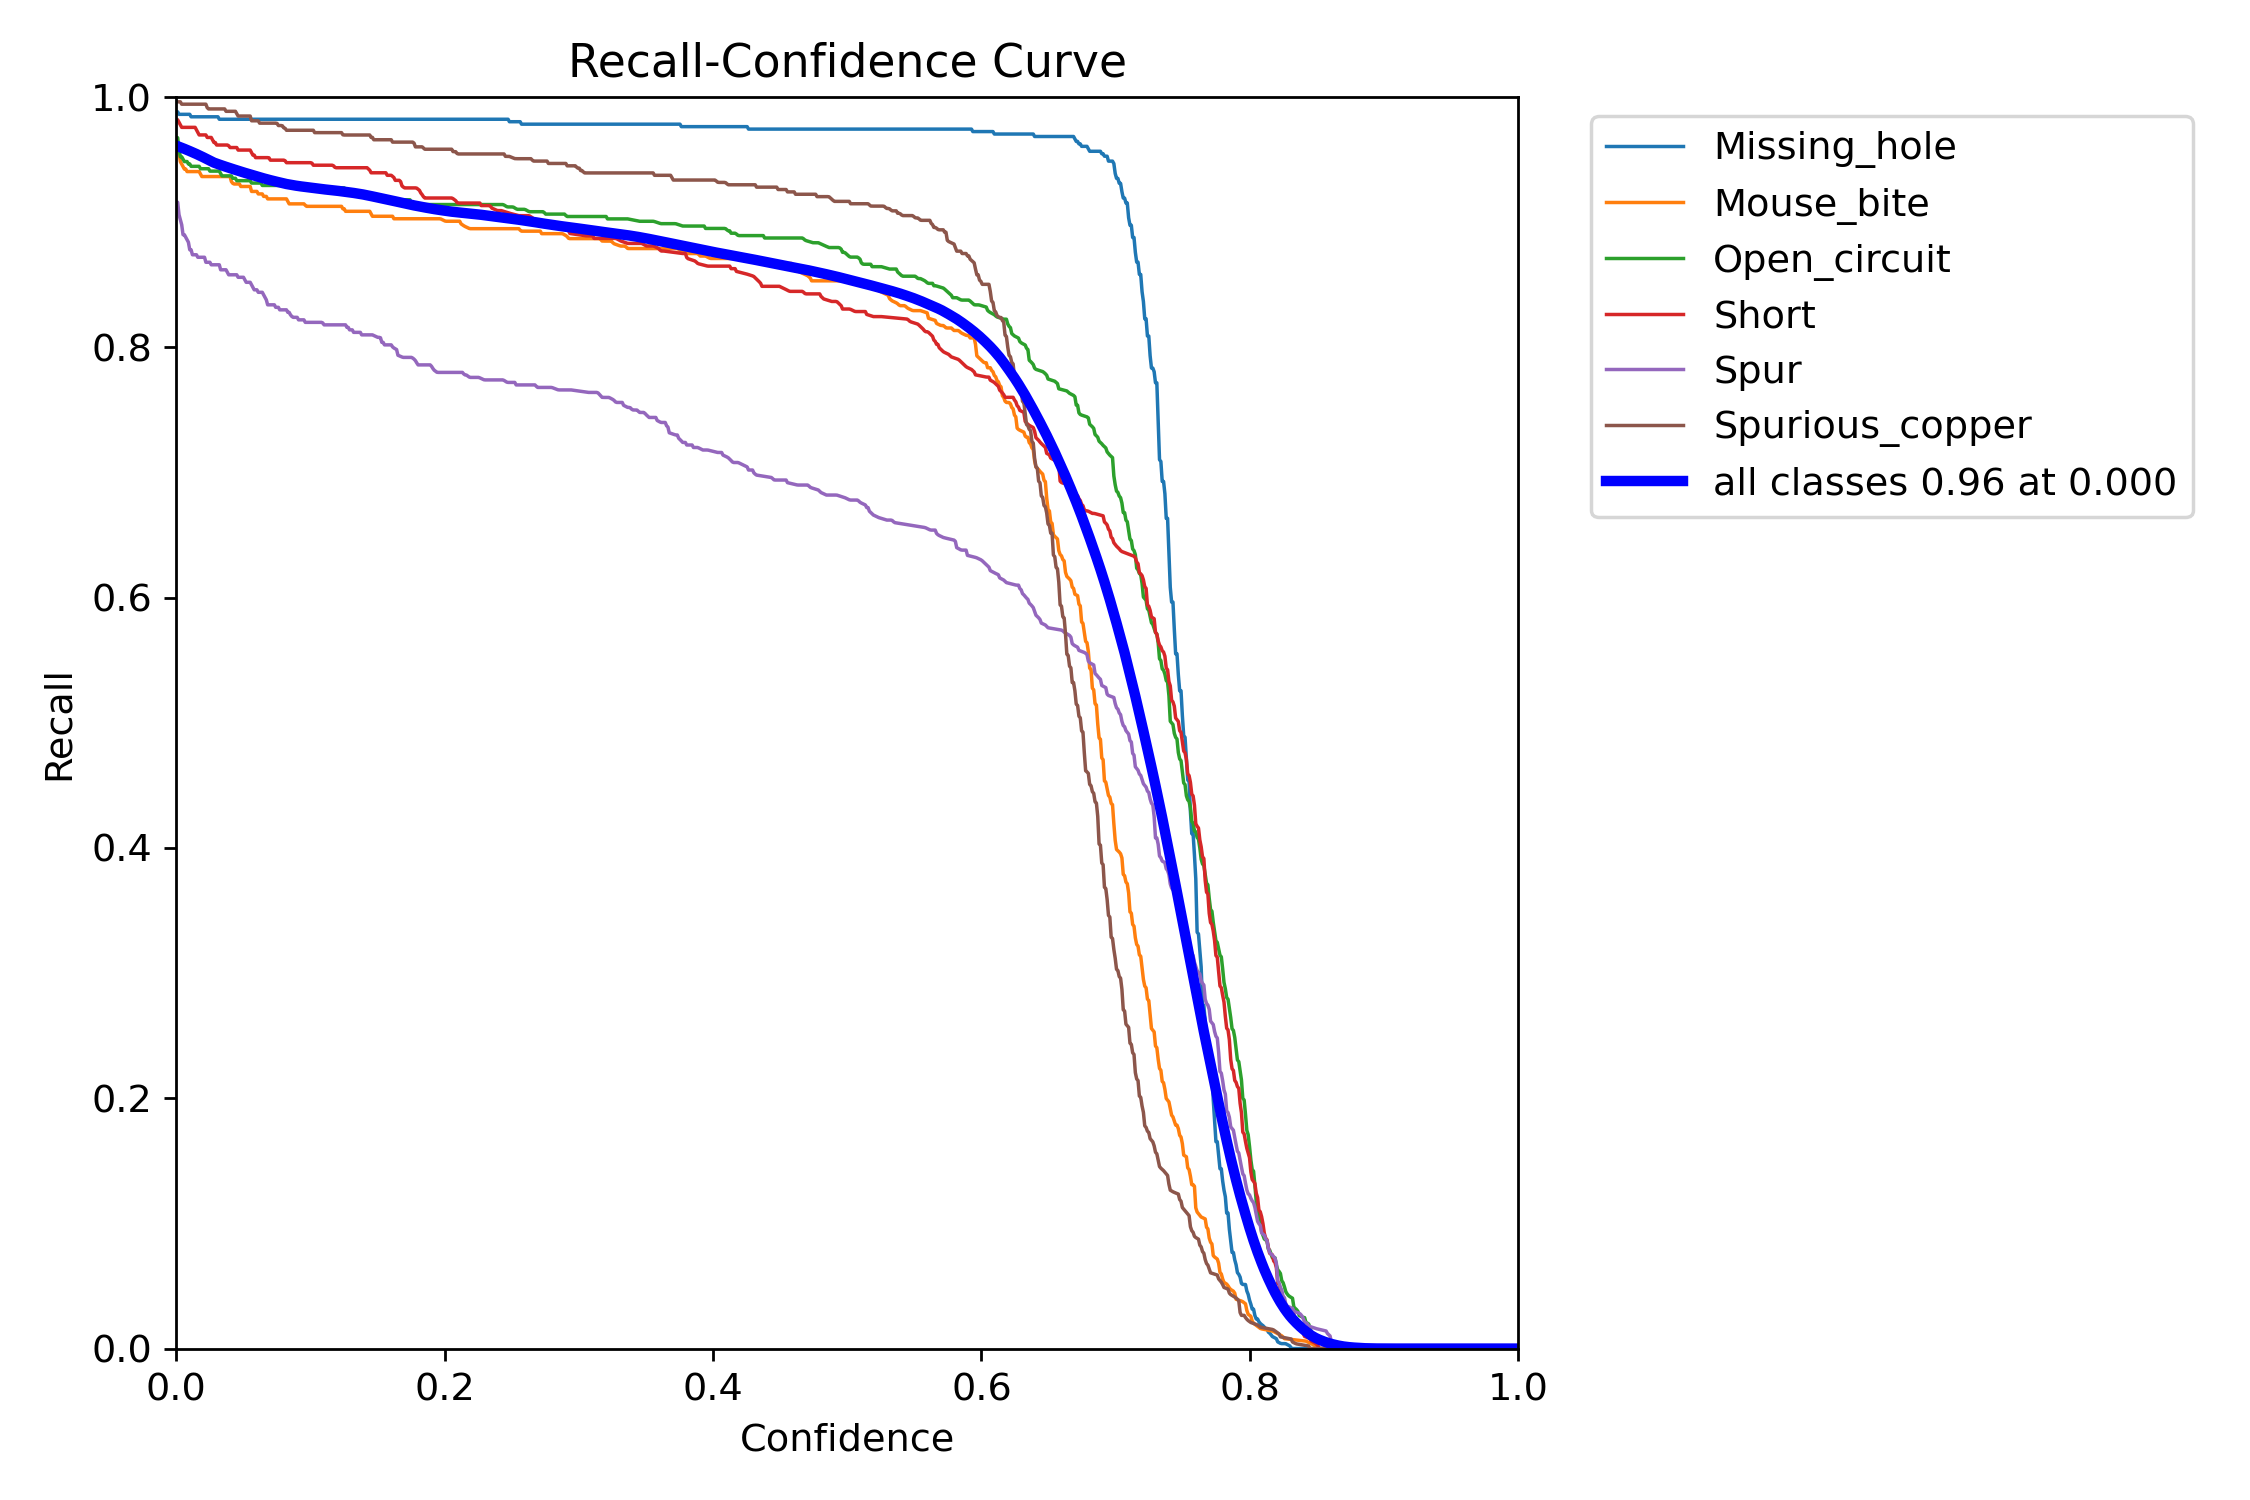 Recall-Confidence Curve
1.0
0.8
0.6
0.4
0.2
0.0
Recall
0.0 0.2 0.4 0.6 0.8 1.0
Confidence
Missing_hole
Mouse_bite
Open_circuit
Short
Spur
Spurious_copper
all classes 0.96 at 0.000